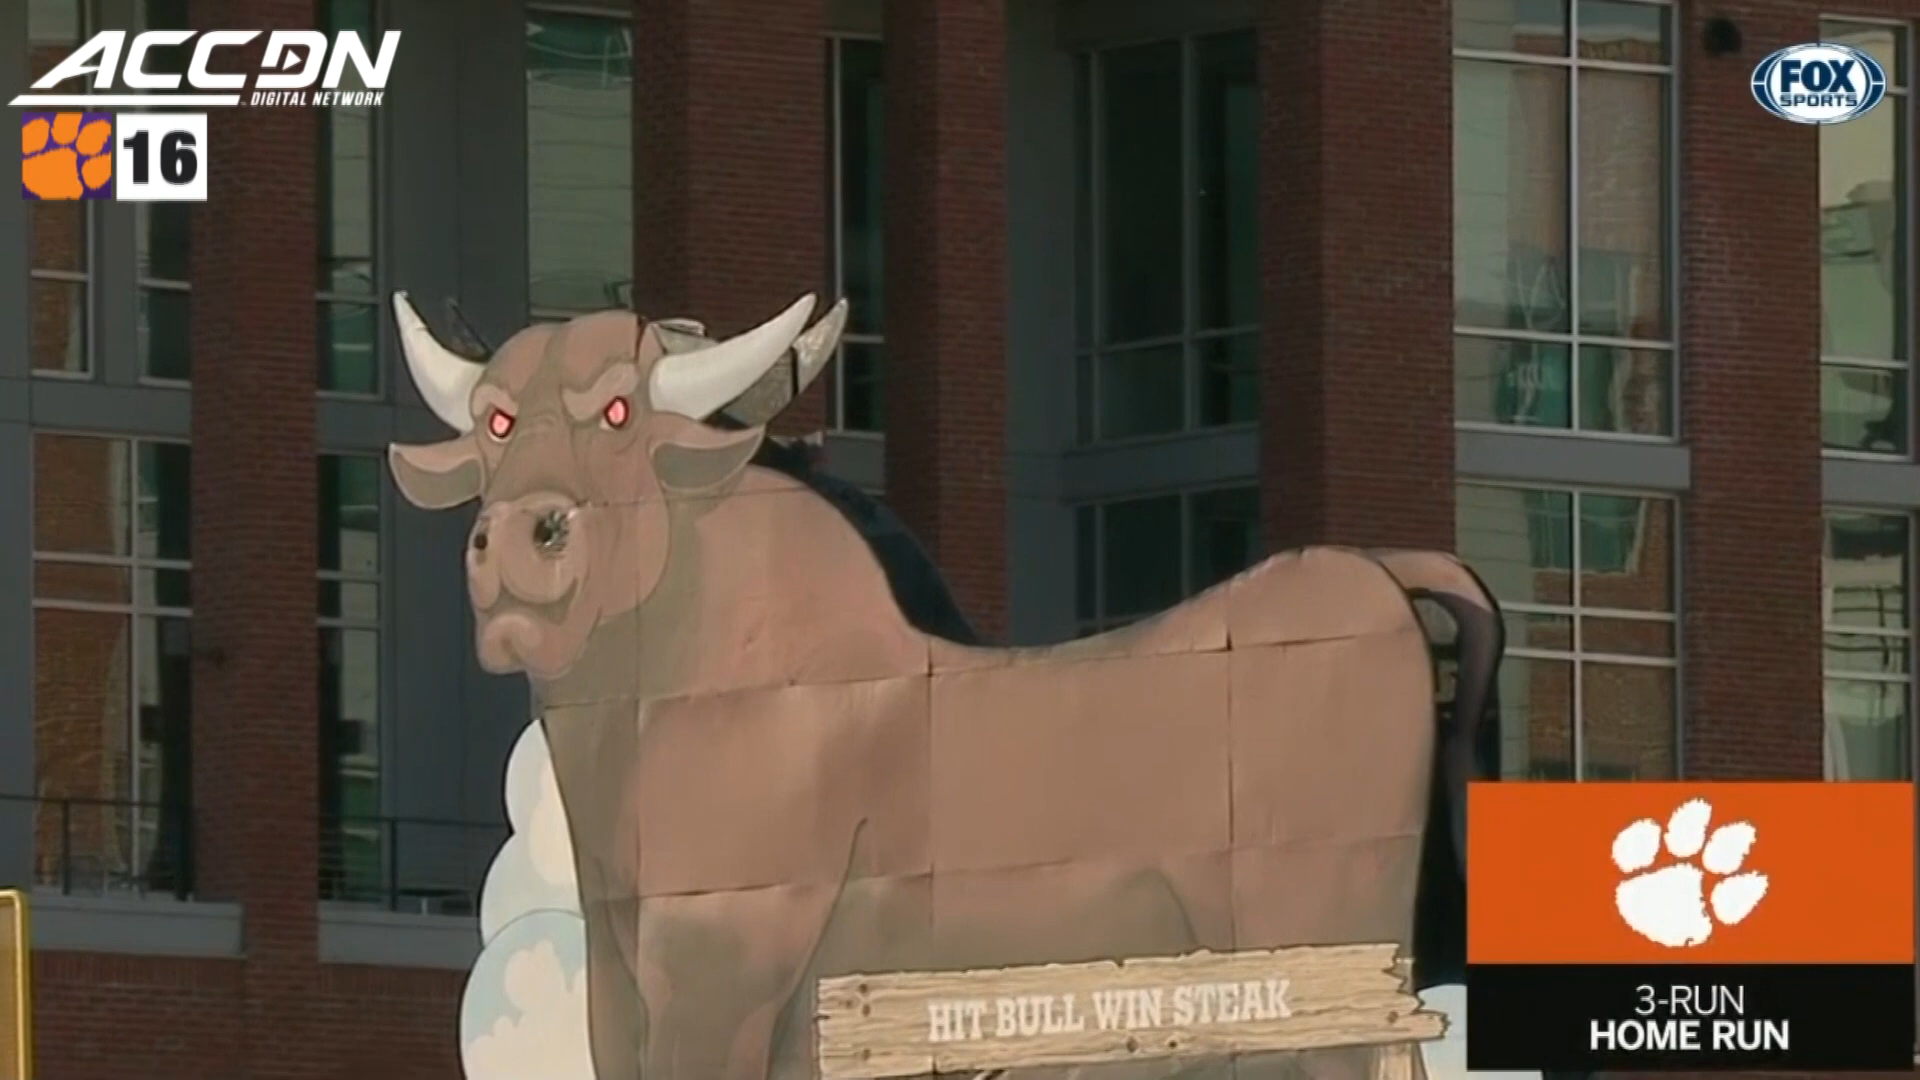 ACCDN
DIGITAL NETWORK
16
FOX
SPORTS
HIT BULL WIN STEAK
3-RUN
HOME RUN